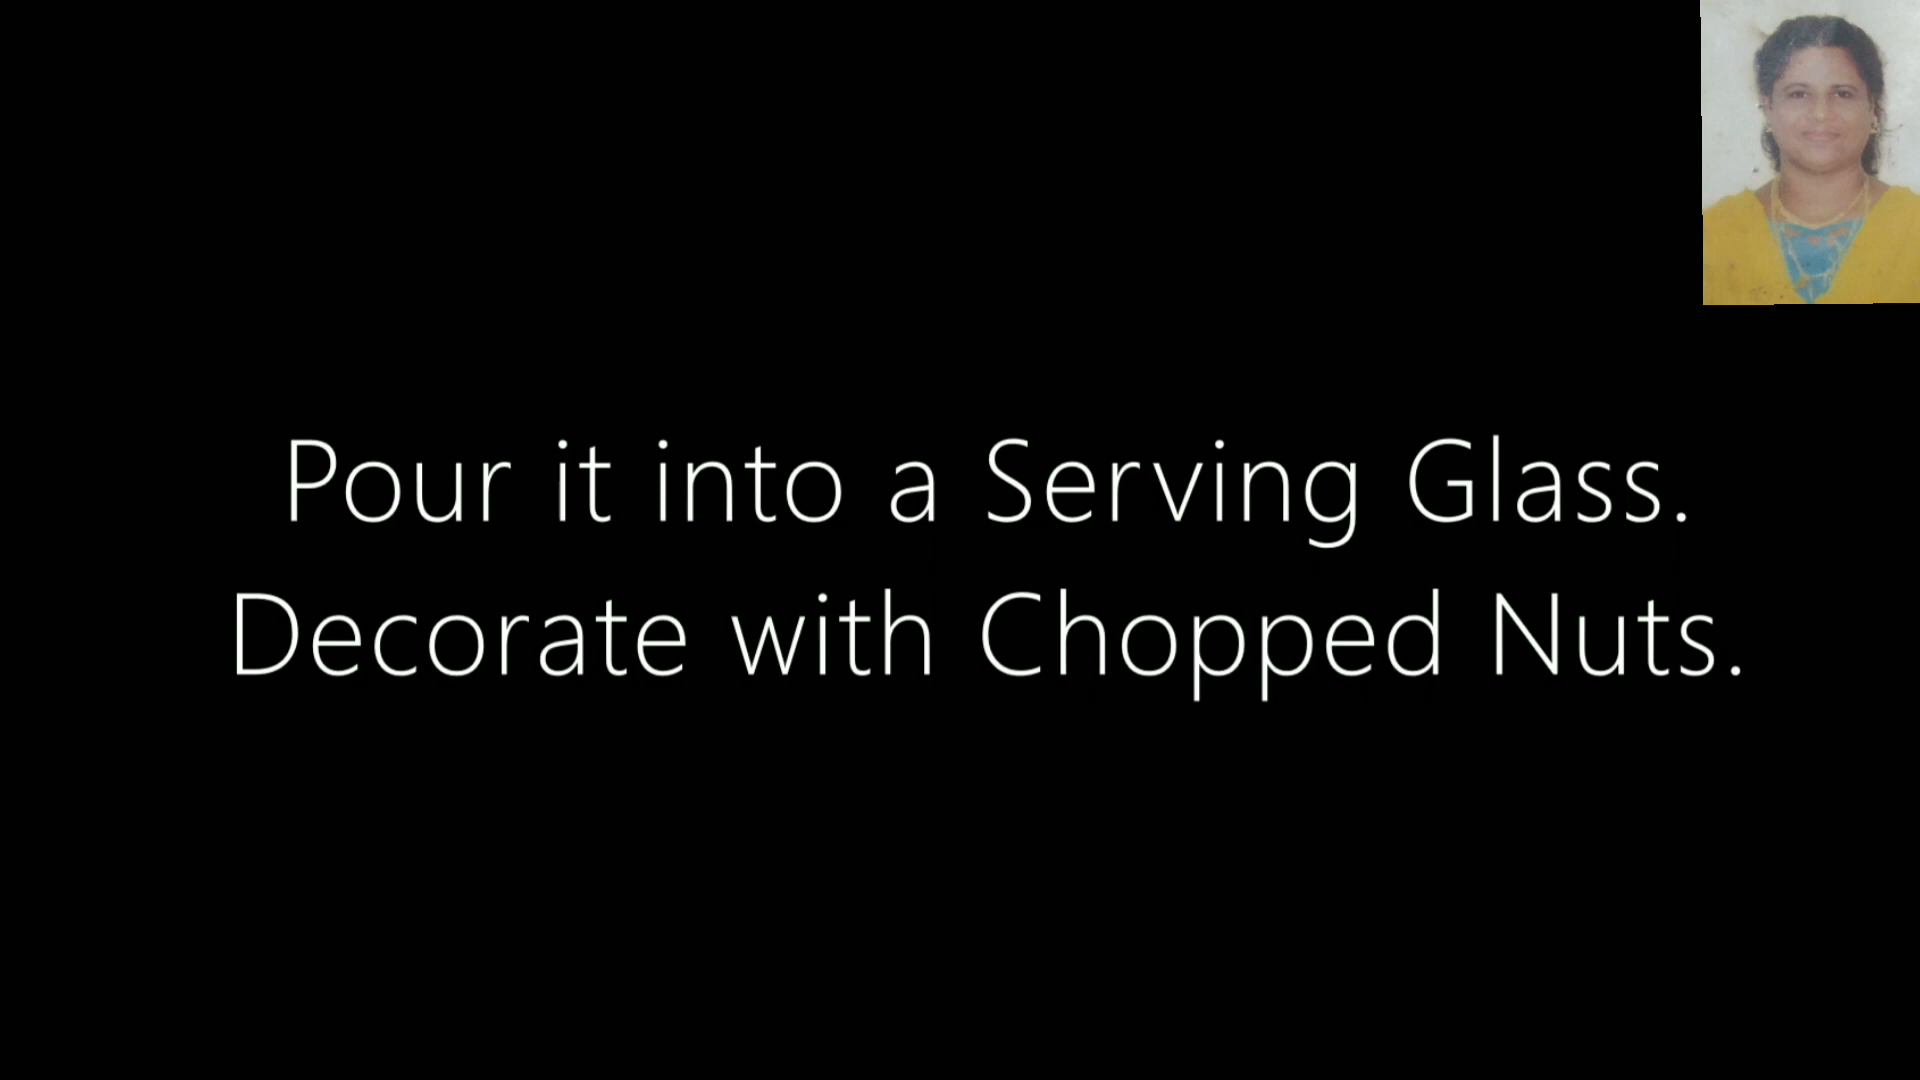 Pour it into a Serving Glass.
Decorate with Chopped Nuts.